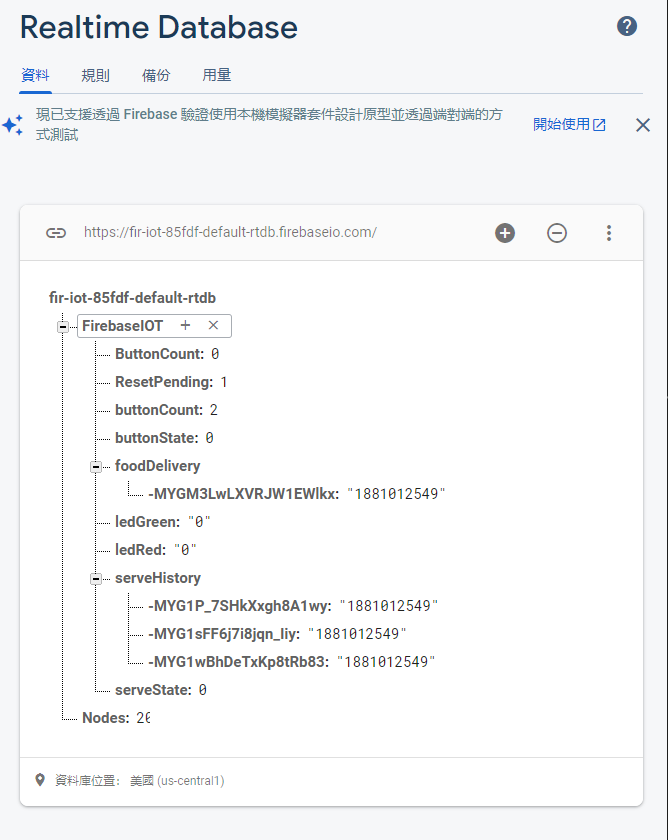 Realtime Database
資料 規則 備份 用量
現已支援透過 Firebase 驗證使用本機模擬器套件設計原型並透過端對端的方
式測試
開始使用
https://fir-iot-85fdf-default-rtdb.firebaseio.com/
fir-iot-85fdf-default-rtdb
FirebaseIOT
ButtonCount: 0
ResetPending: 1
buttonCount: 2
buttonState: 0
foodDelivery
-MYGM3LwLXVRJW1EWlkx: "1881012549"
ledGreen: "0"
ledRed: "0"
serveHistory
-MYG1P_7SHkXxgh8A1wy: "1881012549"
-MYG1sFF6j7i8jqn_Iiy: "1881012549"
-MYG1wBhDeTxKp8tRb83: "1881012549"
serveState: 0
Nodes: 20
資料庫位置： 美國 (us-central1)